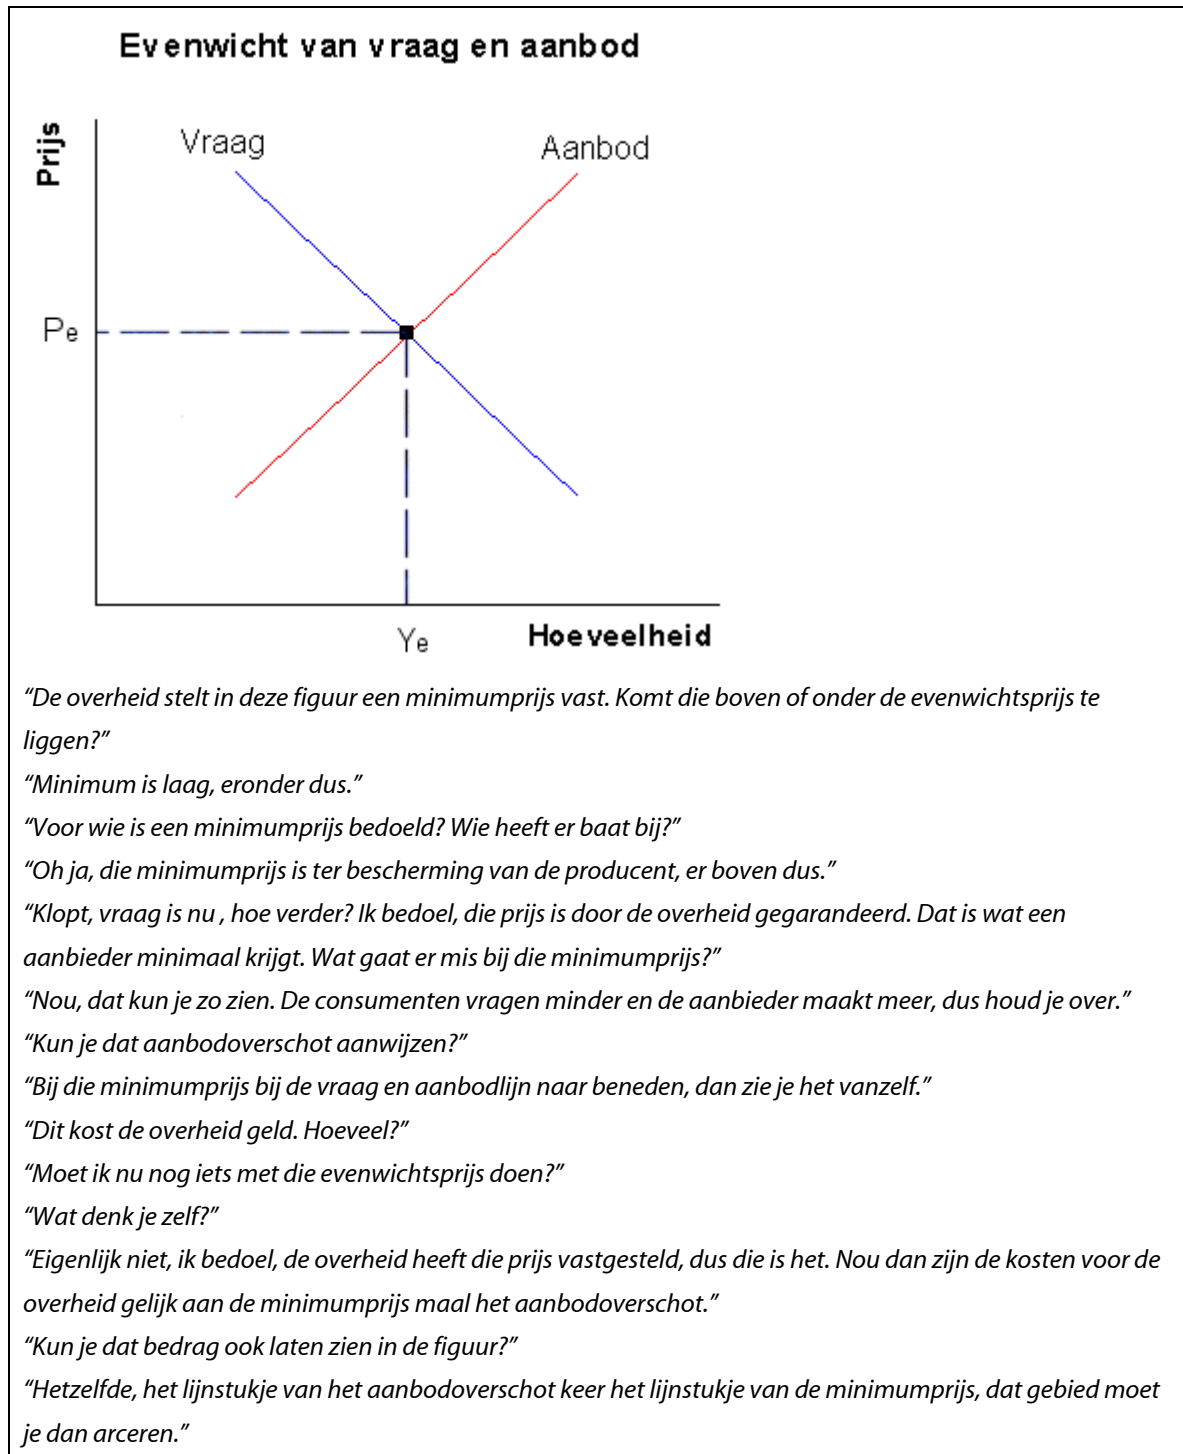 Evenwicht van vraag en aanbod
Prijs
Vraag
Aanbod
Pe
Ye
Hoeveelheid
“De overheid stelt in deze figuur een minimumprijs vast. Komt die boven of onder de evenwichtsprijs te
liggen?”
“Minimum is laag, eronder dus.”
“Voor wie is een minimumprijs bedoeld? Wie heeft er baat bij?”
“Oh ja, die minimumprijs is ter bescherming van de producent, er boven dus.”
“Klopt, vraag is nu , hoe verder? Ik bedoel, die prijs is door de overheid gegarandeerd. Dat is wat een
aanbieder minimaal krijgt. Wat gaat er mis bij die minimumprijs?”
“Nou, dat kun je zo zien. De consumenten vragen minder en de aanbieder maakt meer, dus houd je over.”
“Kun je dat aanbodoverschot aanwijzen?”
“Bij die minimumprijs bij de vraag en aanbodlijn naar beneden, dan zie je het vanzelf.”
“Dit kost de overheid geld. Hoeveel?”
“Moet ik nu nog iets met die evenwichtsprijs doen?”
“Wat denk je zelf?”
“Eigenlijk niet, ik bedoel, de overheid heeft die prijs vastgesteld, dus die is het. Nou dan zijn de kosten voor de
overheid gelijk aan de minimumprijs maal het aanbodoverschot.”
“Kun je dat bedrag ook laten zien in de figuur?”
“Hetzelfde, het lijnstukje van het aanbodoverschot keer het lijnstukje van de minimumprijs, dat gebied moet
je dan arceren.”